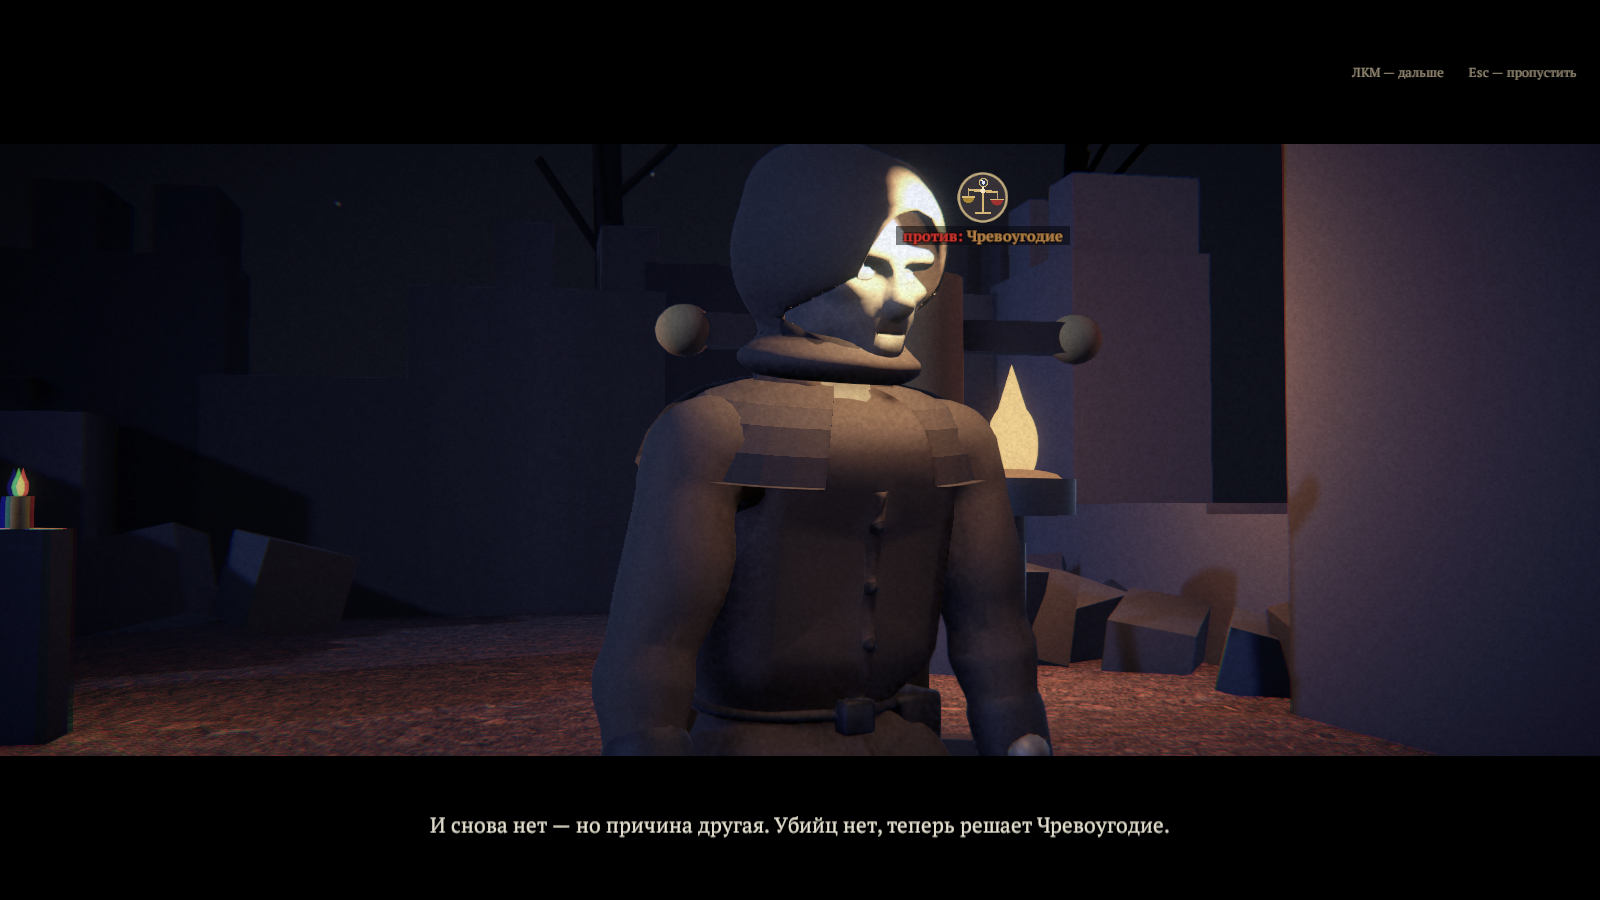 ЛКМ — дальше Esc — пропустить
против: Чревоугодие
И снова нет — но причина другая. Убийц нет, теперь решает Чревоугодие.